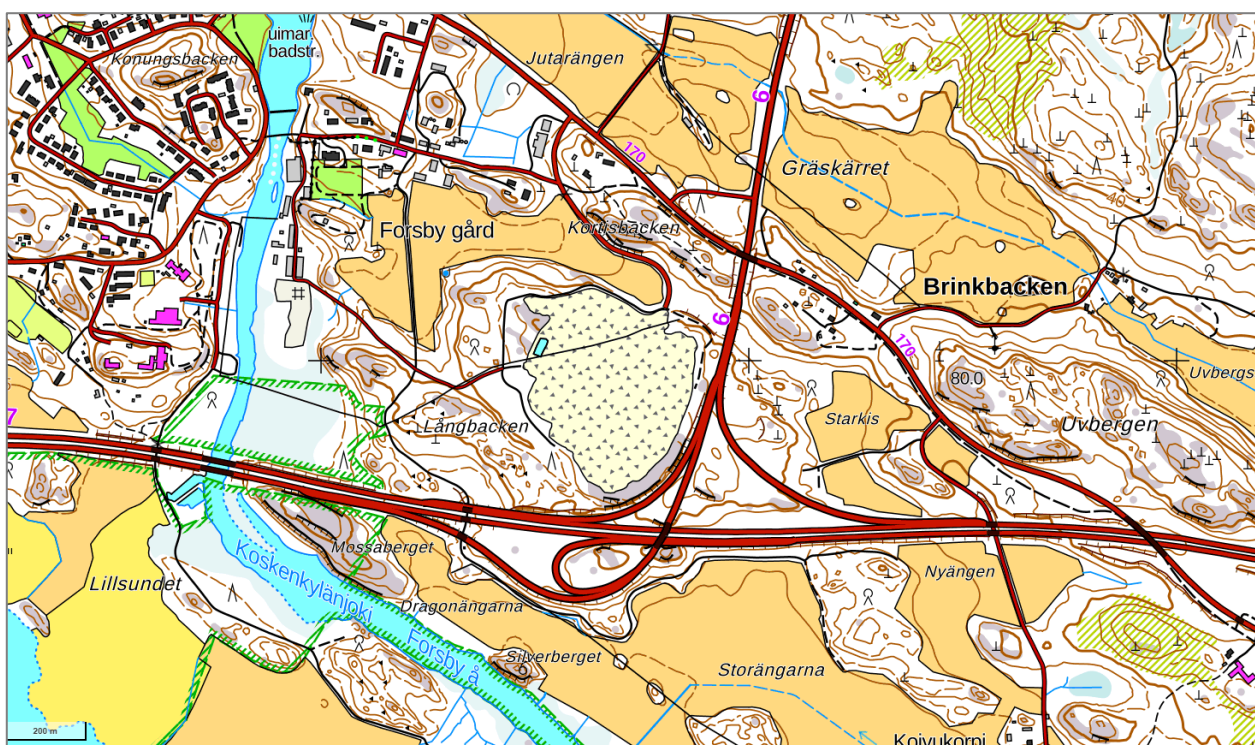 uimar.
badstr.
Konungsbacken
Jutarängen
6
170
Gräskärret
40
Forsby gård
Kortisbacken
Brinkbacken
6
170
Uvbergs
80.0
Starkis
Uvbergen
Långbacken
7
Mossaberget
Koskenkylänjoki
Nyängen
Lillsundet
Dragonängarna
Forsby å
Silverberget
Storängarna
200 m
Koivukorpi